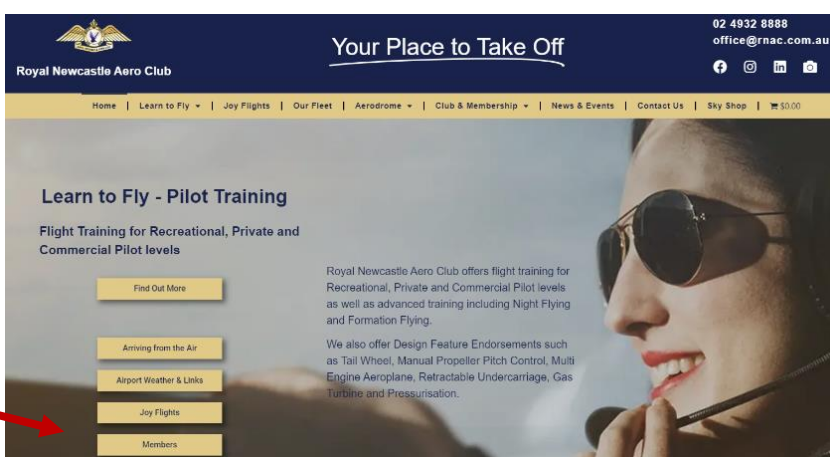 02 4932 8888
office@rnac.com.au
Your Place to Take Off
Royal Newcastle Aero Club
Home | Learn to Fly | Joy Flights | Our Fleet | Aerodrome | Club & Membership | News & Events | Contact Us | Sky Shop | $0.00
Learn to Fly - Pilot Training
Flight Training for Recreational, Private and
Commercial Pilot levels
Find Out More
Arriving from the Air
Airport Weather & Links
Joy Flights
Members
Royal Newcastle Aero Club offers flight training for
Recreational, Private and Commercial Pilot levels
as well as advanced training including Night Flying
and Formation Flying.
We also offer Design Feature Endorsements such
as Tail Wheel, Manual Propeller Pitch Control, Multi
Engine Aeroplane, Retractable Undercarriage, Gas
Turbine and Pressurisation.